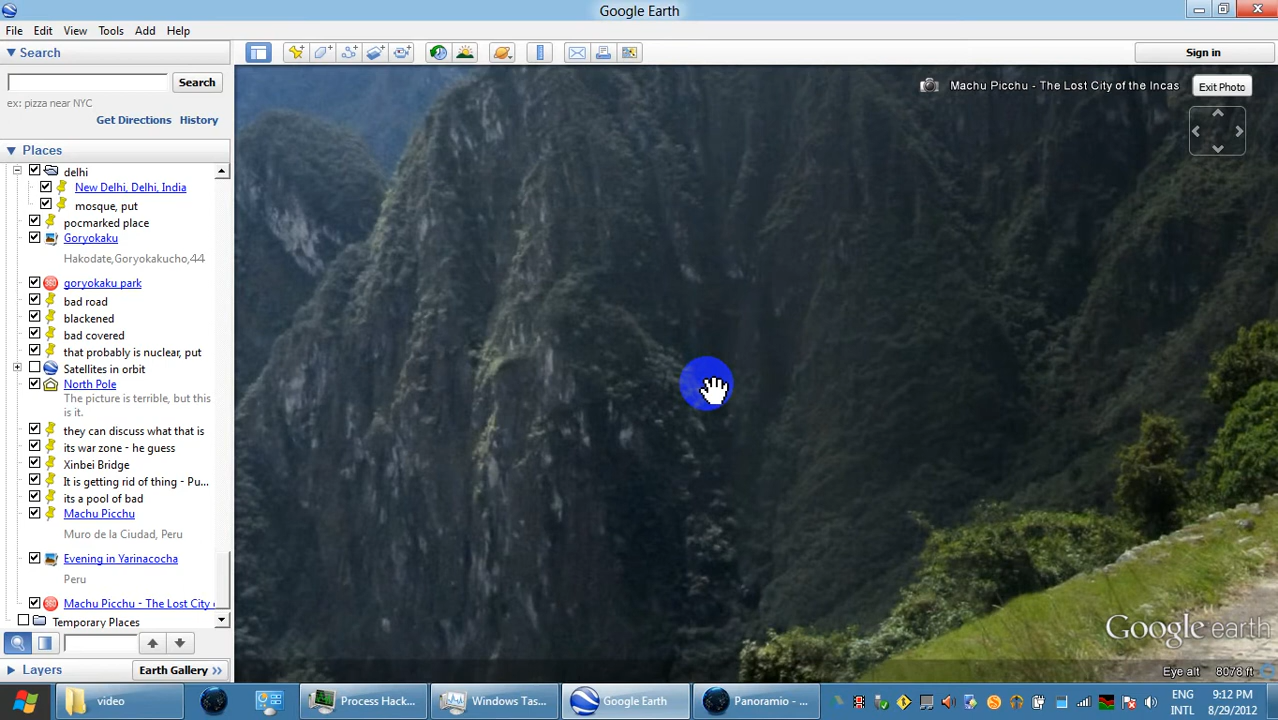 Google Earth
File Edit View Tools Add Help
Search
Sign in
Search
ex: pizza near NYC
Get Directions History
Machu Picchu - The Lost City of the Incas
Exit Photo
Places
delhi
New Delhi, Delhi, India
mosque, put
pocmarked place
Goryokaku
Hakodate,Goryokakucho,44
goryokaku park
bad road
blackened
bad covered
that probably is nuclear, put
Satellites in orbit
North Pole
The picture is terrible, but this
is it.
they can discuss what that is
its war zone - he guess
Xinbei Bridge
It is getting rid of thing - Pu...
its a pool of bad
Machu Picchu
Muro de la Ciudad, Peru
Evening in Yarinacocha
Peru
Machu Picchu - The Lost City
Temporary Places
Google earth
Layers
Earth Gallery >>
Eye alt 8078 ft
video
Process Hack...
Windows Tas...
Google Earth
Panoramio - ...
ENG
INTL
9:12 PM
8/29/2012